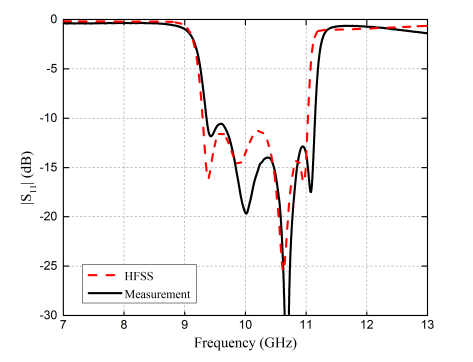 0
-5
-10
-15
-20
-25
-30
|S11| (dB)
HFSS
Measurement
7 8 9 10 11 12 13
Frequency (GHz)